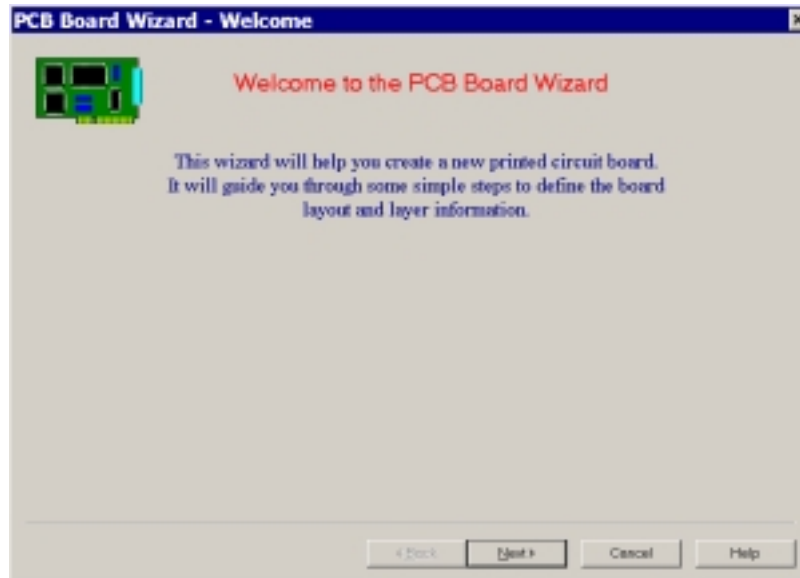 PCB Board Wizard - Welcome
Welcome to the PCB Board Wizard
This wizard will help you create a new printed circuit board.
It will guide you through some simple steps to define the board
layout and layer information.
< Back Next > Cancel Help